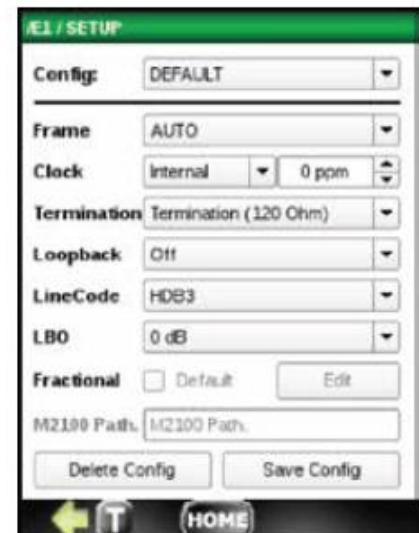 /E1 / SETUP
Config: DEFAULT
Frame AUTO
Clock Internal 0 ppm
Termination Termination (120 Ohm)
Loopback Off
LineCode HDB3
LBO 0 dB
Fractional Default Edit
M2100 Path. M2100 Path.
Delete Config Save Config
T HOME